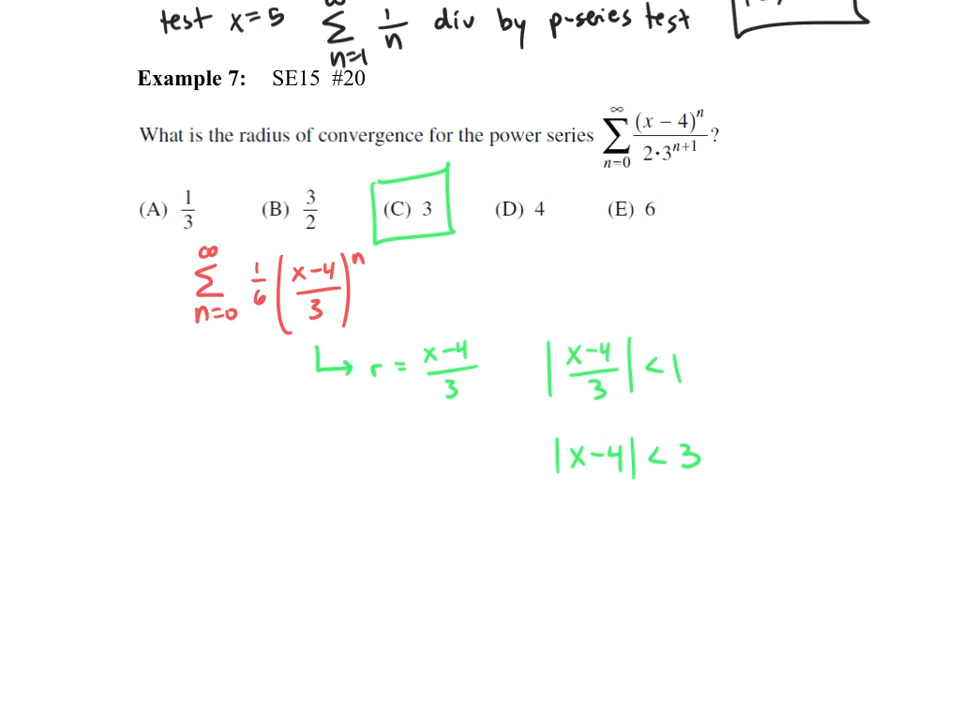 test x=5 ∞ Σ n=1 1/n div by p-series test
Example 7: SE15 #20
What is the radius of convergence for the power series ∞ Σ n=0 (x − 4)^n / 2·3^(n+1) ?
(A) 1/3 (B) 3/2 (C) 3 (D) 4 (E) 6
∞ Σ n=0 1/6 (x-4/3)^n
↳ r = x-4/3 |x-4/3| < 1
|x-4| < 3